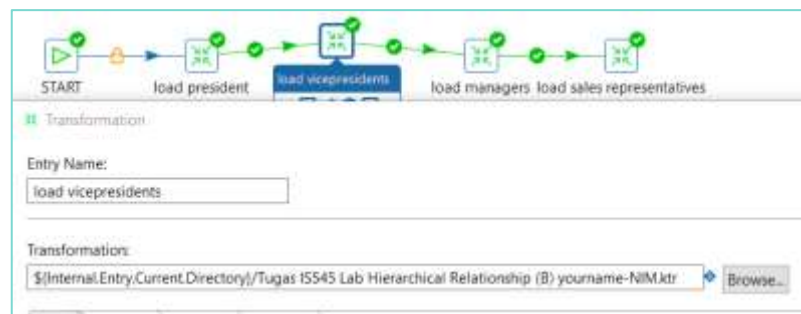 START
load president
load vicepresidents
load managers
load sales representatives
Transformation
Entry Name:
load vicepresidents
Transformation:
${Internal.Entry.Current.Directory}/Tugas IS545 Lab Hierarchical Relationship (B) yourname-NIM.ktr
Browse...